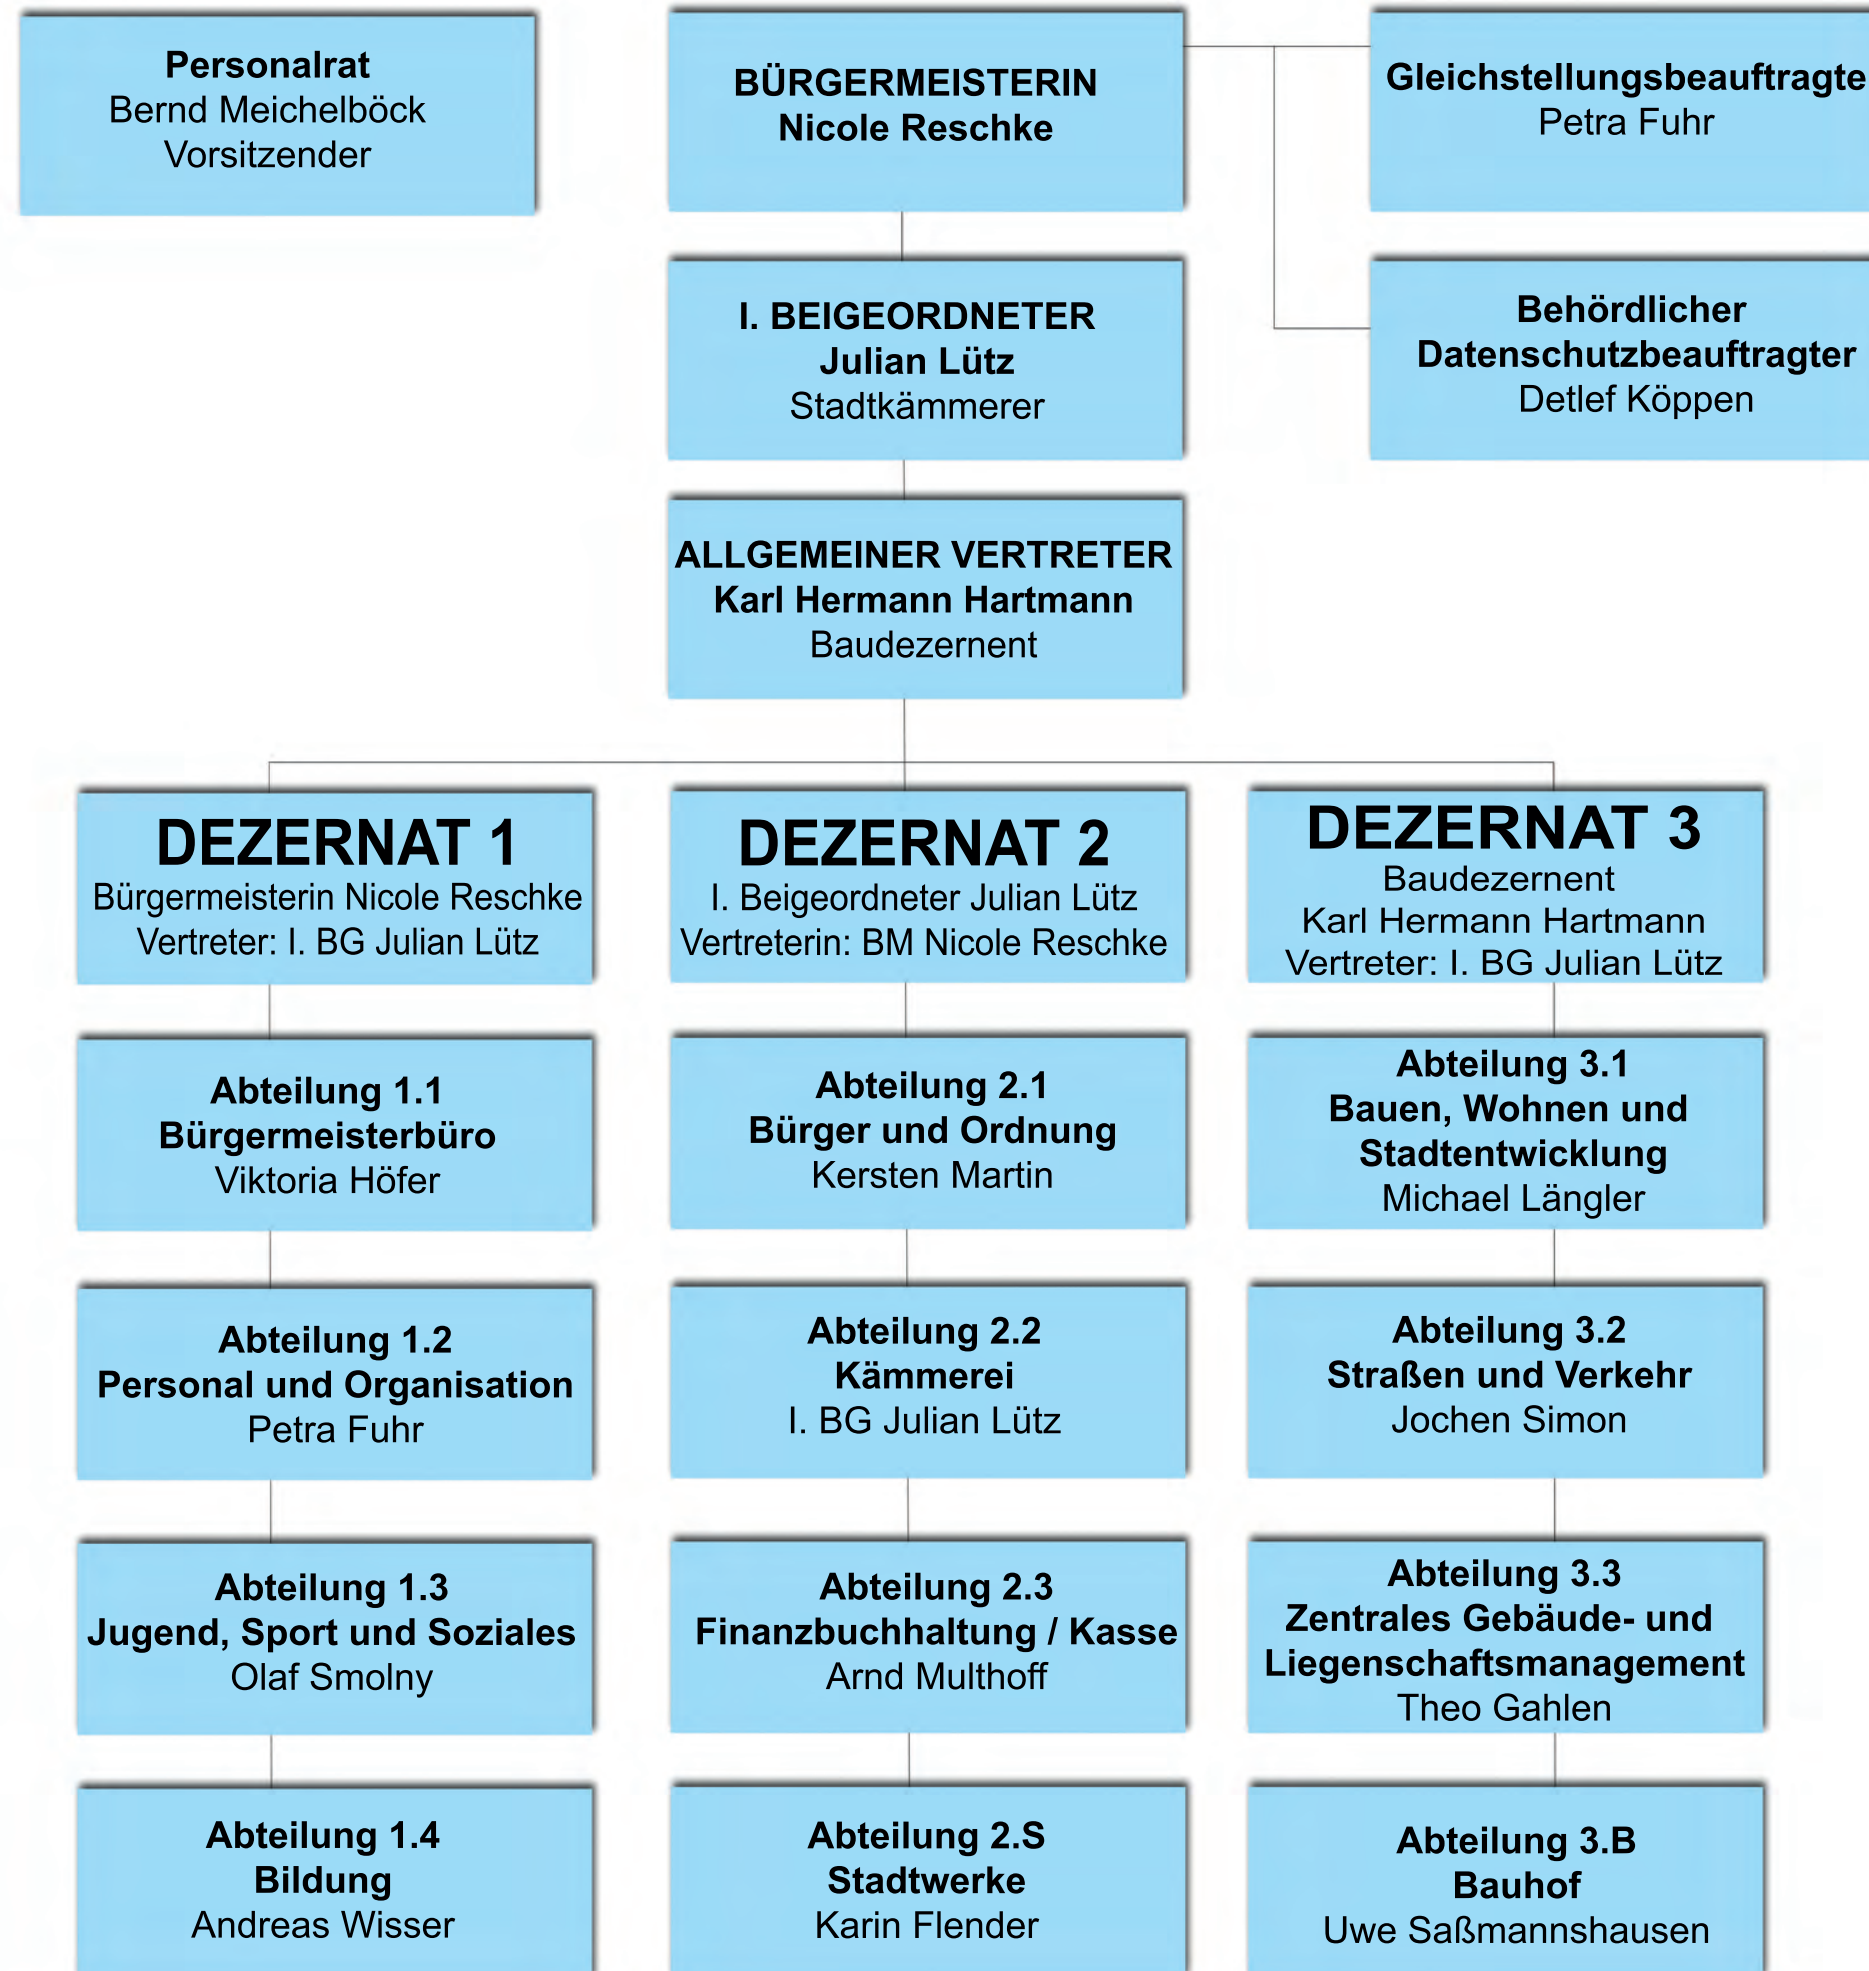 Personalrat
Bernd Meichelböck
Vorsitzender
BÜRGERMEISTERIN
Nicole Reschke
Gleichstellungsbeauftragte
Petra Fuhr
I. BEIGEORDNETER
Julian Lütz
Stadtkämmerer
Behördlicher
Datenschutzbeauftragter
Detlef Köppen
ALLGEMEINER VERTRETER
Karl Hermann Hartmann
Baudezernent
DEZERNAT 1
Bürgermeisterin Nicole Reschke
Vertreter: I. BG Julian Lütz
DEZERNAT 2
I. Beigeordneter Julian Lütz
Vertreterin: BM Nicole Reschke
DEZERNAT 3
Baudezernent
Karl Hermann Hartmann
Vertreter: I. BG Julian Lütz
Abteilung 1.1
Bürgermeisterbüro
Viktoria Höfer
Abteilung 2.1
Bürger und Ordnung
Kersten Martin
Abteilung 3.1
Bauen, Wohnen und
Stadtentwicklung
Michael Längler
Abteilung 1.2
Personal und Organisation
Petra Fuhr
Abteilung 2.2
Kämmerei
I. BG Julian Lütz
Abteilung 3.2
Straßen und Verkehr
Jochen Simon
Abteilung 1.3
Jugend, Sport und Soziales
Olaf Smolny
Abteilung 2.3
Finanzbuchhaltung / Kasse
Arnd Multhoff
Abteilung 3.3
Zentrales Gebäude- und
Liegenschaftsmanagement
Theo Gahlen
Abteilung 1.4
Bildung
Andreas Wisser
Abteilung 2.S
Stadtwerke
Karin Flender
Abteilung 3.B
Bauhof
Uwe Saßmannshausen